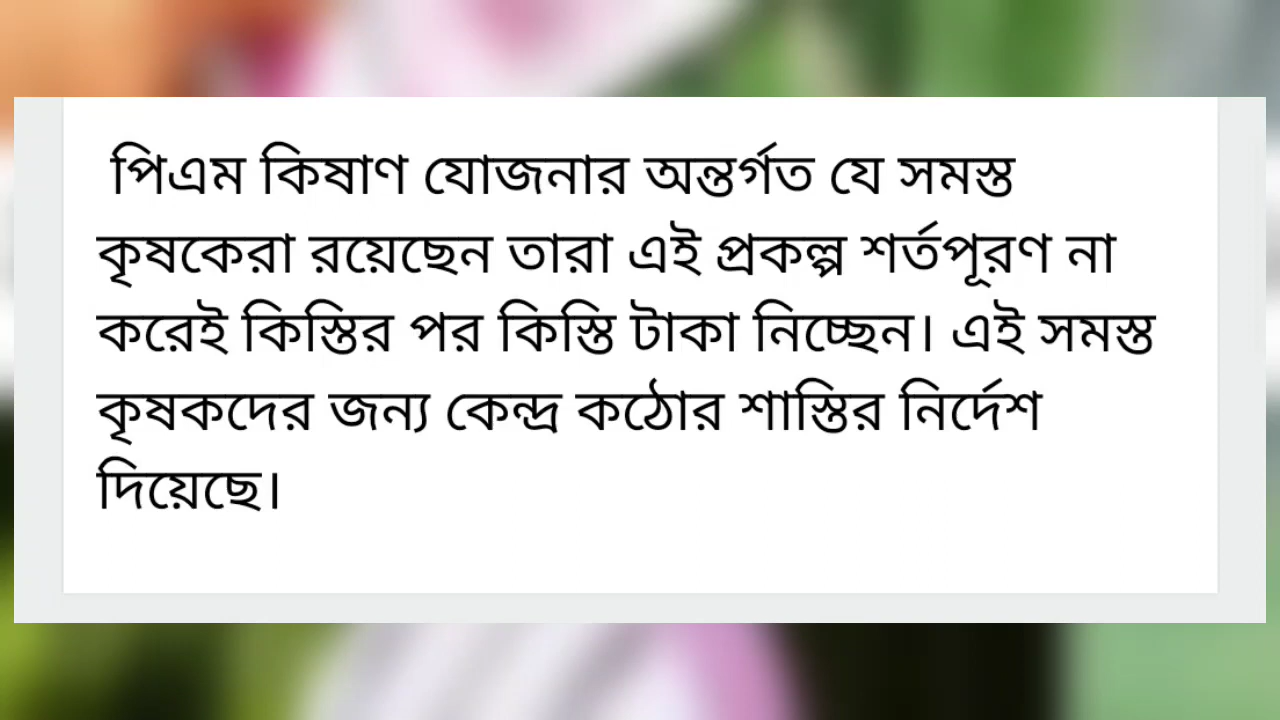 পিএম কিষাণ যোজনার অন্তর্গত যে সমস্ত
কৃষকেরা রয়েছেন তারা এই প্রকল্প শর্তপূরণ না
করেই কিস্তির পর কিস্তি টাকা নিচ্ছেন। এই সমস্ত
কৃষকদের জন্য কেন্দ্র কঠোর শাস্তির নির্দেশ
দিয়েছে।